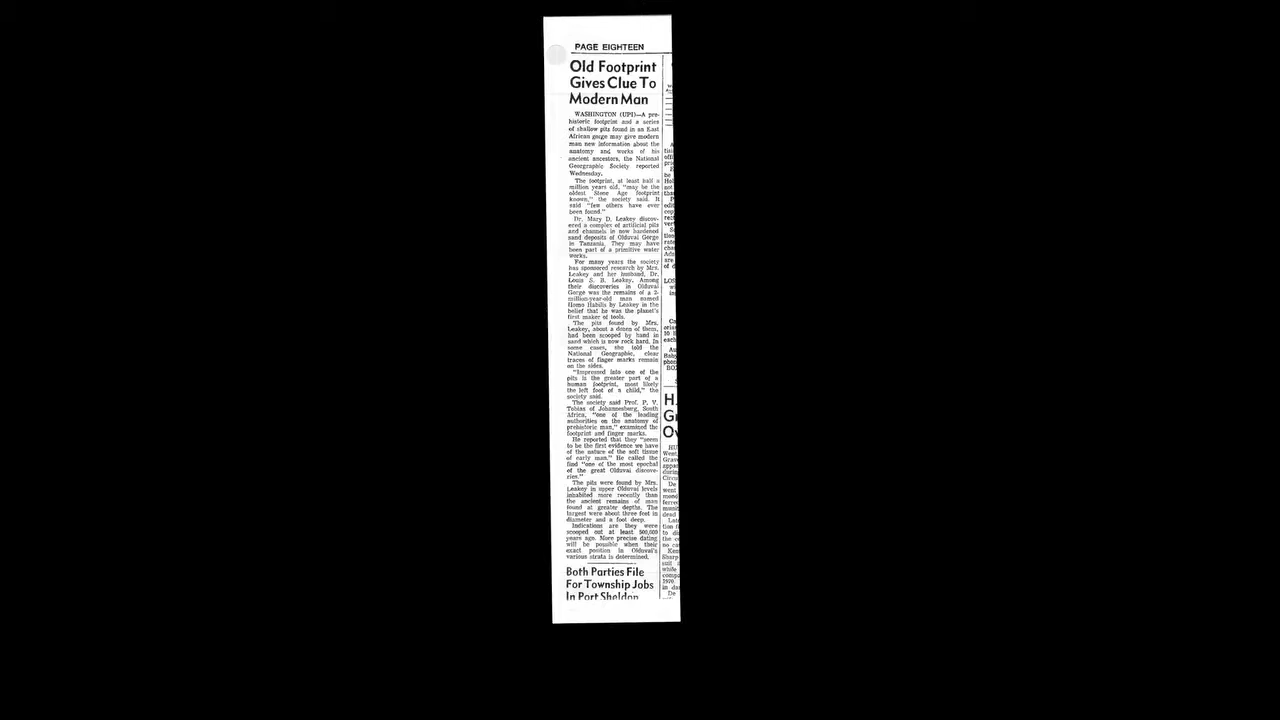 PAGE EIGHTEEN
Old Footprint
Gives Clue To
Modern Man
WASHINGTON (UPI)—A pre-
historic footprint and a series
of shallow pits found in an East
African gorge may give modern
man new information about the
anatomy and works of his
ancient ancestors, the National
Georgraphic Society reported
Wednesday.
The footprint, at least half a
million years old, "may be the
oldest Stone Age footprint
known," the society said. It
said "few others have ever
been found."
Dr. Mary D. Leakey discov-
ered a complex of artificial pits
and channels in now hardened
sand deposits of Olduvai Gorge
in Tanzania. They may have
been part of a primitive water
works.
For many years the society
has sponsored research by Mrs.
Leakey and her husband, Dr.
Louis S. B. Leakey. Among
their discoveries in Olduvai
Gorge was the remains of a 2-
million-year-old man named
Homo Habilis by Leakey in the
belief that he was the planet's
first maker of tools.
The pits found by Mrs.
Leakey, about a dozen of them,
had been scooped by hand in
sand which is now rock hard. In
some cases, she told the
National Geographic, clear
traces of finger marks remain
on the sides.
"Impressed into one of the
pits is the greater part of a
human footprint, most likely
the left foot of a child," the
society said.
The society said Prof. P. V.
Tobias of Johannesberg, South
Africa, "one of the leading
authorities on the anatomy of
prehistoric man," examined the
footprint and finger marks.
He reported that they "seem
to be the first evidence we have
of the nature of the soft tissue
of early man." He called the
find "one of the most epochal
of the great Olduvai discove-
ries."
The pits were found by Mrs.
Leakey in upper Olduvai levels
inhabited more recently than
the ancient remains of man
found at greater depths. The
largest were about three feet in
diameter and a foot deep.
Indications are they were
scooped out at least 500,000
years ago. More precise dating
will be possible when their
exact position in Olduvai's
various strata is determined.
Both Parties File
For Township Jobs
In Port Sheldon